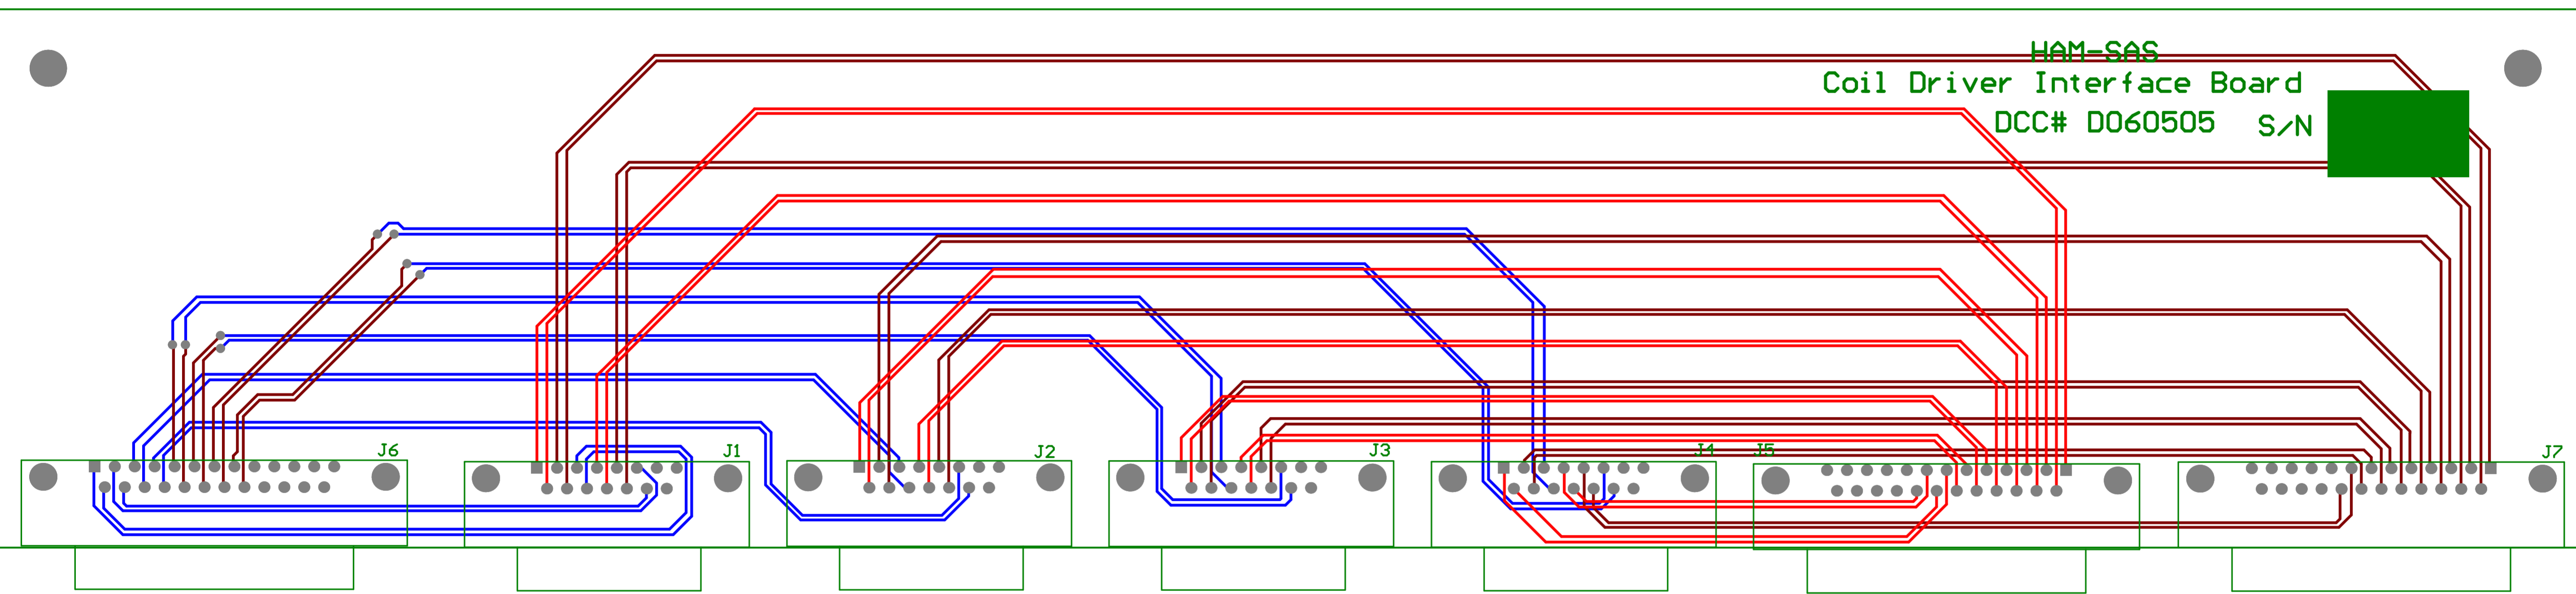 HAM-SAS
Coil Driver Interface Board
DCC# D060505 S/N
J6
J1
J2
J3
J4
J5
J7